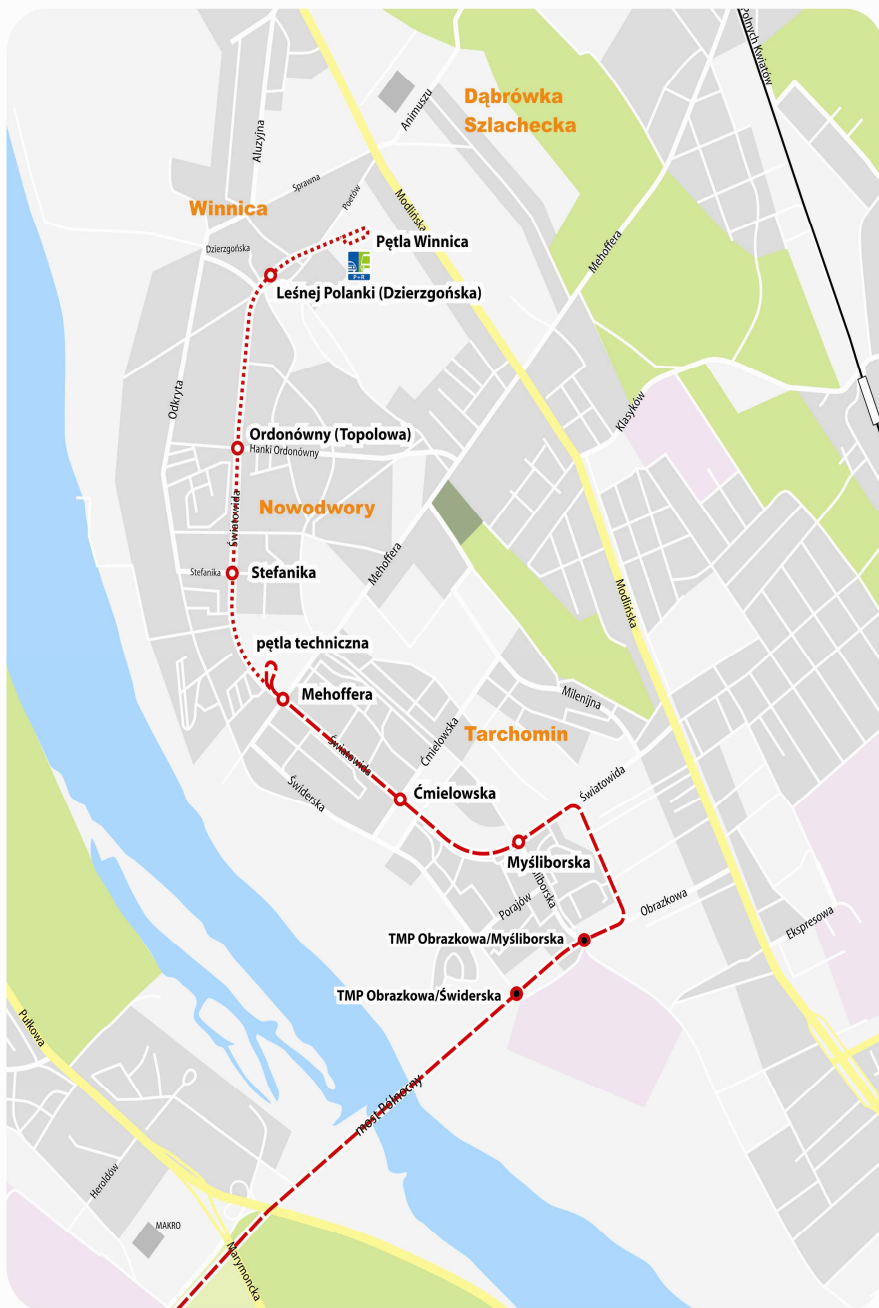 Polnych Kwiatów
Dąbrówka
Szlachecka
Animuszu
Aluzyjna
Sprawna
Poetów
Modlińska
Winnica
Pętla Winnica
Dzierzgońska
Mehoffera
P+R
Leśnej Polanki (Dzierzgońska)
Odkryta
Klasyków
Ordonówny (Topolowa)
Hanki Ordonówny
Światowida
Nowodwory
Mehoffera
Stefanika
Stefanika
Modlińska
pętla techniczna
Mehoffera
Milenijna
Ćmielowska
Tarchomin
Światowida
Świderska
Światowida
Ćmielowska
Myśliborska
liborska
Porajów
Obrazkowa
Ekspresowa
TMP Obrazkowa/Myśliborska
TMP Obrazkowa/Świderska
Pułkowa
most Północny
Heroldów
MAKRO
Marymoncka